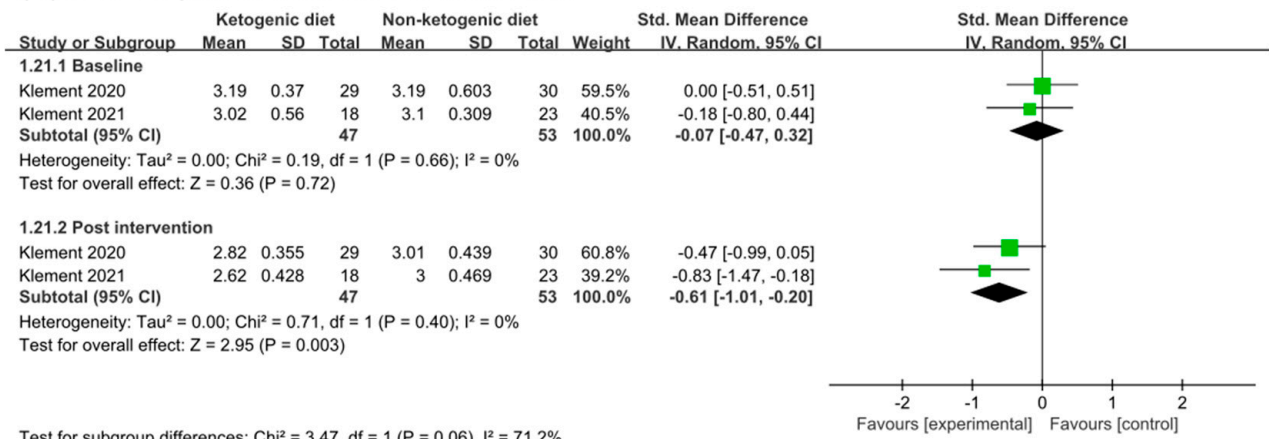 Ketogenic diet Non-ketogenic diet Std. Mean Difference Std. Mean Difference
Study or Subgroup Mean SD Total Mean SD Total Weight IV, Random, 95% CI IV, Random, 95% CI
1.21.1 Baseline
Klement 2020 3.19 0.37 29 3.19 0.603 30 59.5% 0.00 [-0.51, 0.51]
Klement 2021 3.02 0.56 18 3.1 0.309 23 40.5% -0.18 [-0.80, 0.44]
Subtotal (95% CI) 47 53 100.0% -0.07 [-0.47, 0.32]
Heterogeneity: Tau² = 0.00; Chi² = 0.19, df = 1 (P = 0.66); I² = 0%
Test for overall effect: Z = 0.36 (P = 0.72)
1.21.2 Post intervention
Klement 2020 2.82 0.355 29 3.01 0.439 30 60.8% -0.47 [-0.99, 0.05]
Klement 2021 2.62 0.428 18 3 0.469 23 39.2% -0.83 [-1.47, -0.18]
Subtotal (95% CI) 47 53 100.0% -0.61 [-1.01, -0.20]
Heterogeneity: Tau² = 0.00; Chi² = 0.71, df = 1 (P = 0.40); I² = 0%
Test for overall effect: Z = 2.95 (P = 0.003)
-2 -1 0 1 2
Favours [experimental] Favours [control]
Test for subgroup differences: Chi² = 3.47, df = 1 (P = 0.06), I² = 71.2%